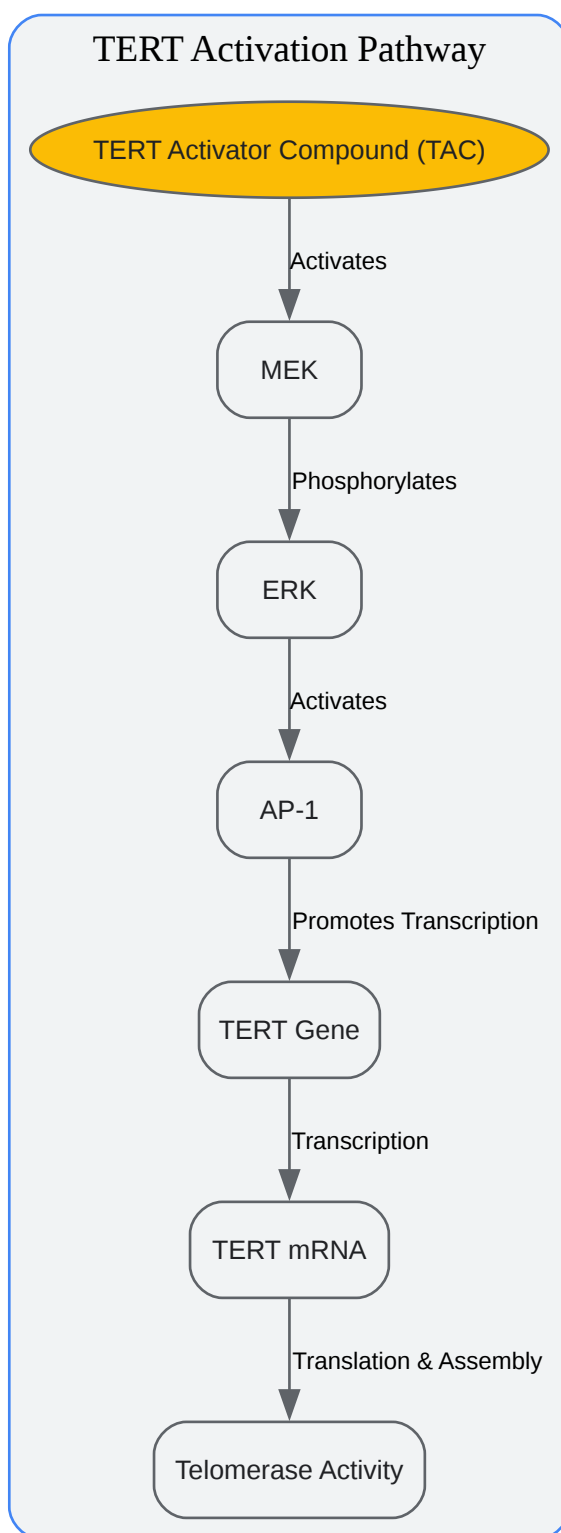 TERT Activation Pathway
TERT Activator Compound (TAC)
Activates
MEK
Phosphorylates
ERK
Activates
AP-1
Promotes Transcription
TERT Gene
Transcription
TERT mRNA
Translation & Assembly
Telomerase Activity